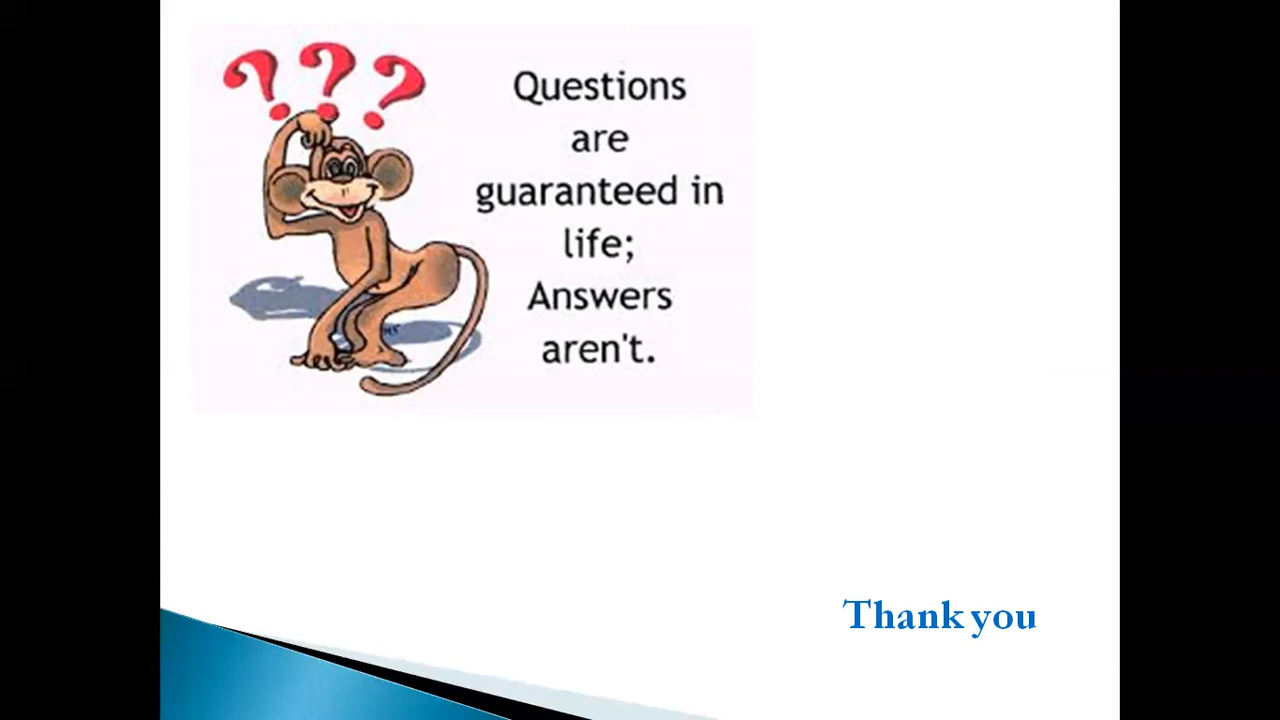 ???
Questions
are
guaranteed in
life;
Answers
aren't.
Thank you